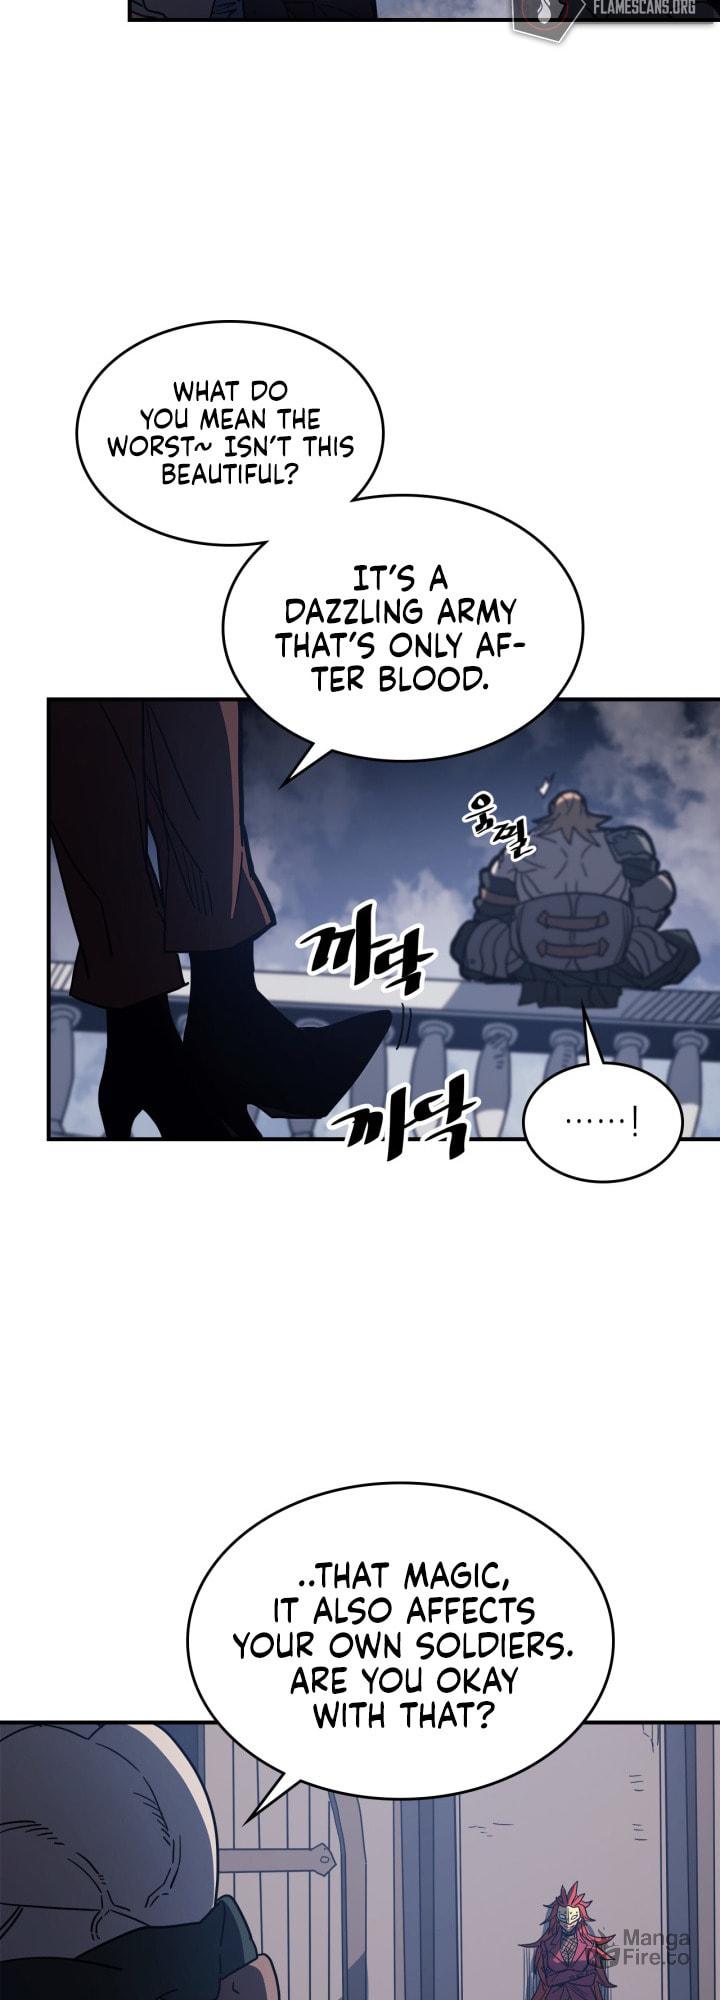 FLAMESCANS.ORG
WHAT DO
YOU MEAN THE
WORST~ ISN'T THIS
BEAUTIFUL?
IT'S A
DAZZLING ARMY
THAT'S ONLY AF-
TER BLOOD.
움찔
까닥
까닥
......!
..THAT MAGIC,
IT ALSO AFFECTS
YOUR OWN SOLDIERS.
ARE YOU OKAY
WITH THAT?
Manga
Fire.to